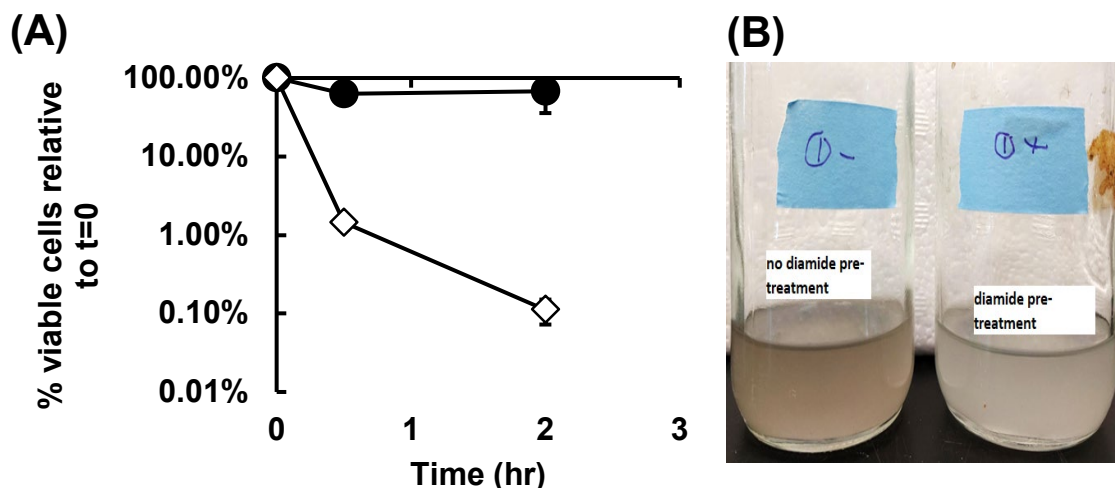 (A)
100.00%
10.00%
1.00%
0.10%
0.01%
% viable cells relative
to t=0
0
1
2
3
Time (hr)
(B)
① -
① +
no diamide pre-
treatment
diamide pre-
treatment